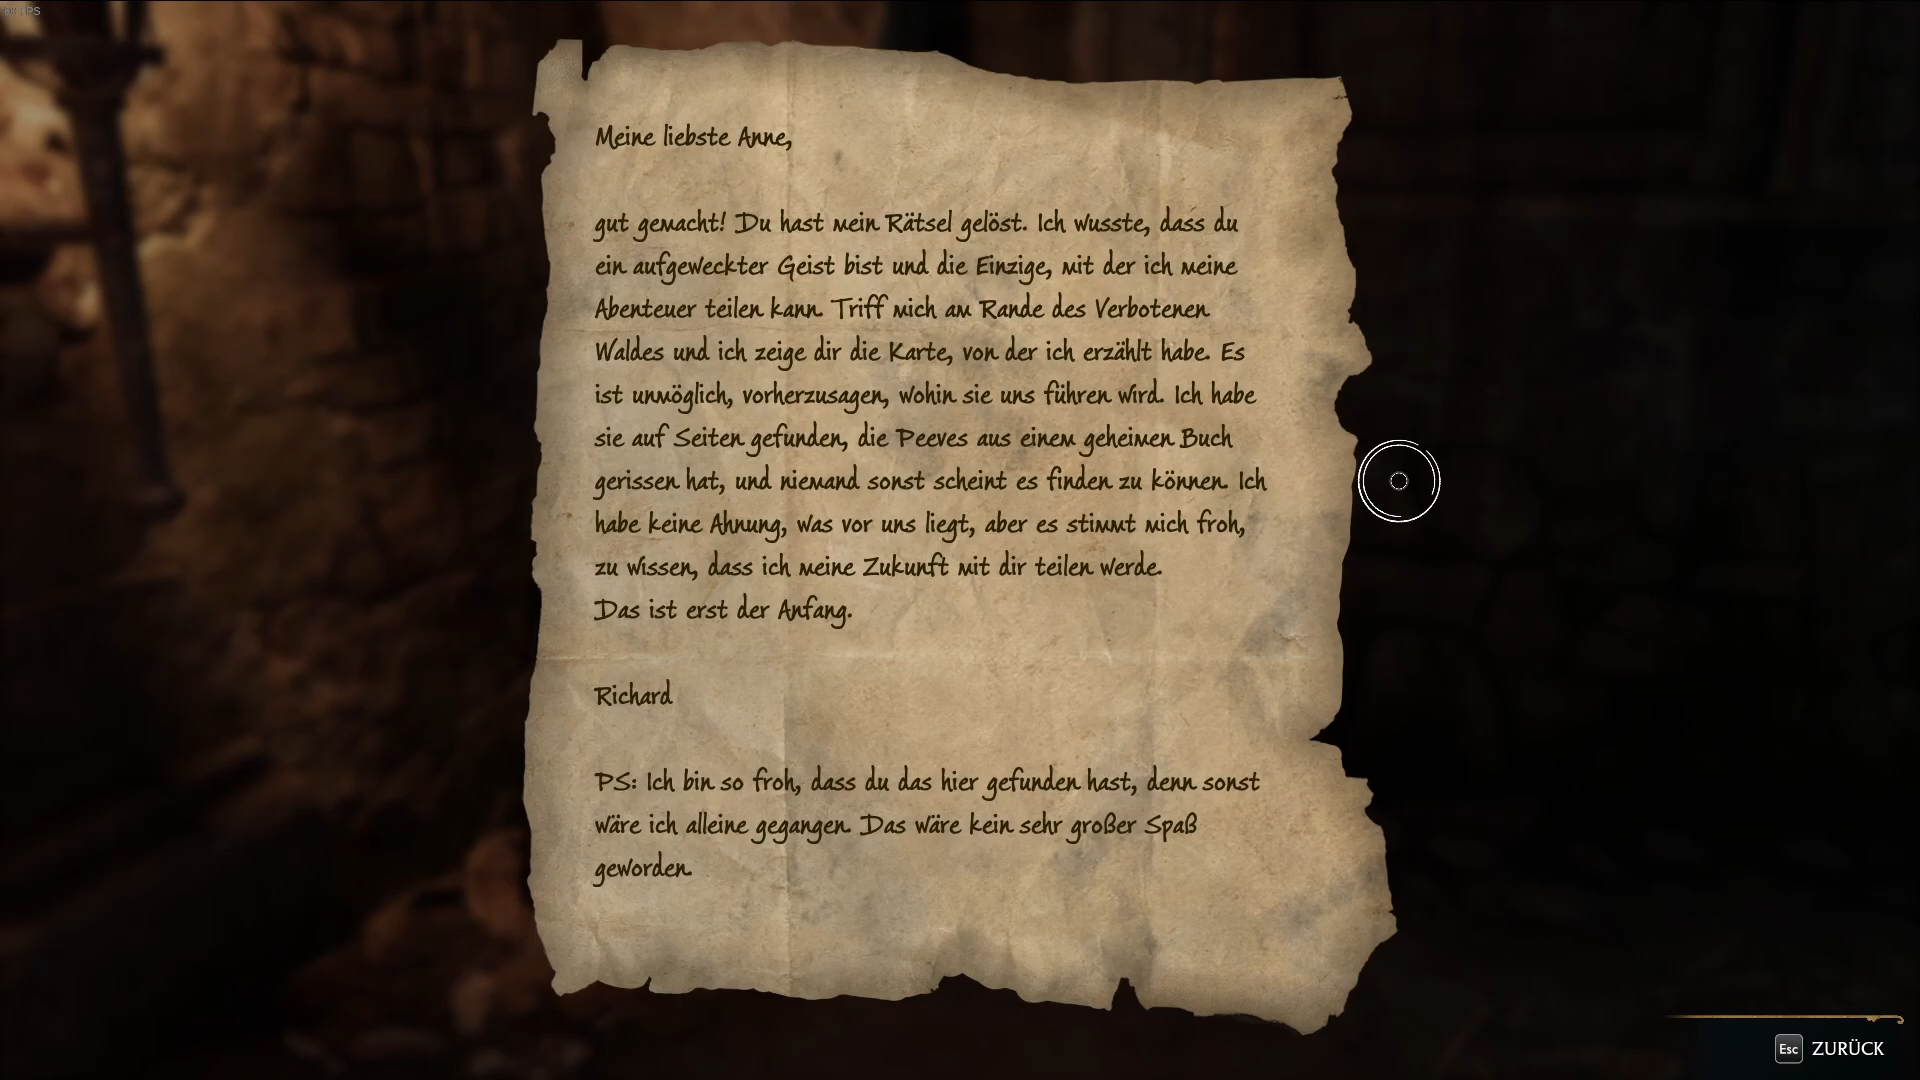 Meine liebste Anne,
gut gemacht! Du hast mein Rätsel gelöst. Ich wusste, dass du
ein aufgeweckter Geist bist und die Einzige, mit der ich meine
Abenteuer teilen kann. Triff mich am Rande des Verbotenen
Waldes und ich zeige dir die Karte, von der ich erzählt habe. Es
ist unmöglich, vorherzusagen, wohin sie uns führen wird. Ich habe
sie auf Seiten gefunden, die Peeves aus einem geheimen Buch
gerissen hat, und niemand sonst scheint es finden zu können. Ich
habe keine Ahnung, was vor uns liegt, aber es stimmt mich froh,
zu wissen, dass ich meine Zukunft mit dir teilen werde.
Das ist erst der Anfang.
Richard
PS: Ich bin so froh, dass du das hier gefunden hast, denn sonst
wäre ich alleine gegangen. Das wäre kein sehr großer Spaß
geworden.
Esc ZURÜCK